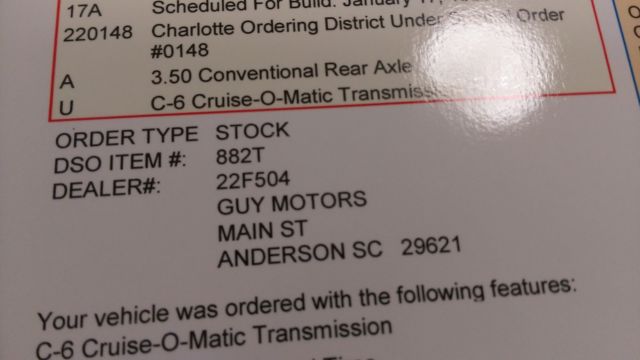 17A Scheduled For Build: January 17,
220148 Charlotte Ordering District Under Order
#0148
A 3.50 Conventional Rear Axle
U C-6 Cruise-O-Matic
ORDER TYPE STOCK
DSO ITEM #: 882T
DEALER#: 22F504
GUY MOTORS
MAIN ST
ANDERSON SC 29621
Your vehicle was ordered with the following features:
C-6 Cruise-O-Matic Transmission